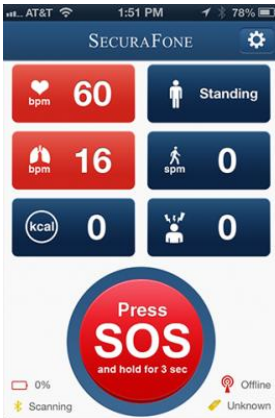 AT&T 1:51 PM 78%
SECURAFONE
bpm 60 Standing
bpm 16 spm 0
kcal 0 0
Press
SOS
and hold for 3 sec
0% Offline
Scanning Unknown